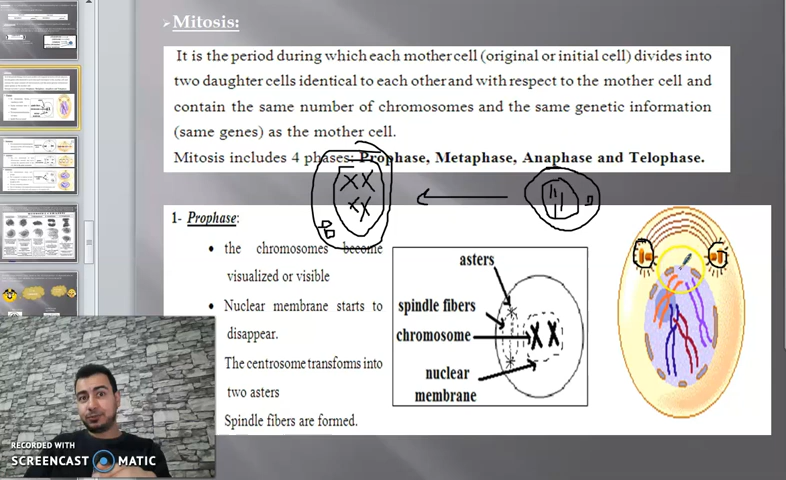 ➢Mitosis:
It is the period during which each mother cell (original or initial cell) divides into
two daughter cells identical to each other and with respect to the mother cell and
contain the same number of chromosones and the same genetic information
(same genes) as the mother cell.
Mitosis includes 4 phases: Prophase, Metaphase, Anaphase and Telophase.
1- Prophase:
• the chromosomes become
visualized or visible
• Nuclear membrane starts to
disappear.
The centrosome transforms into
two asters
Spindle fibers are formed.
asters
spindle fibers
chromosome
nuclear
membrane
RECORDED WITH
SCREENCAST MATIC